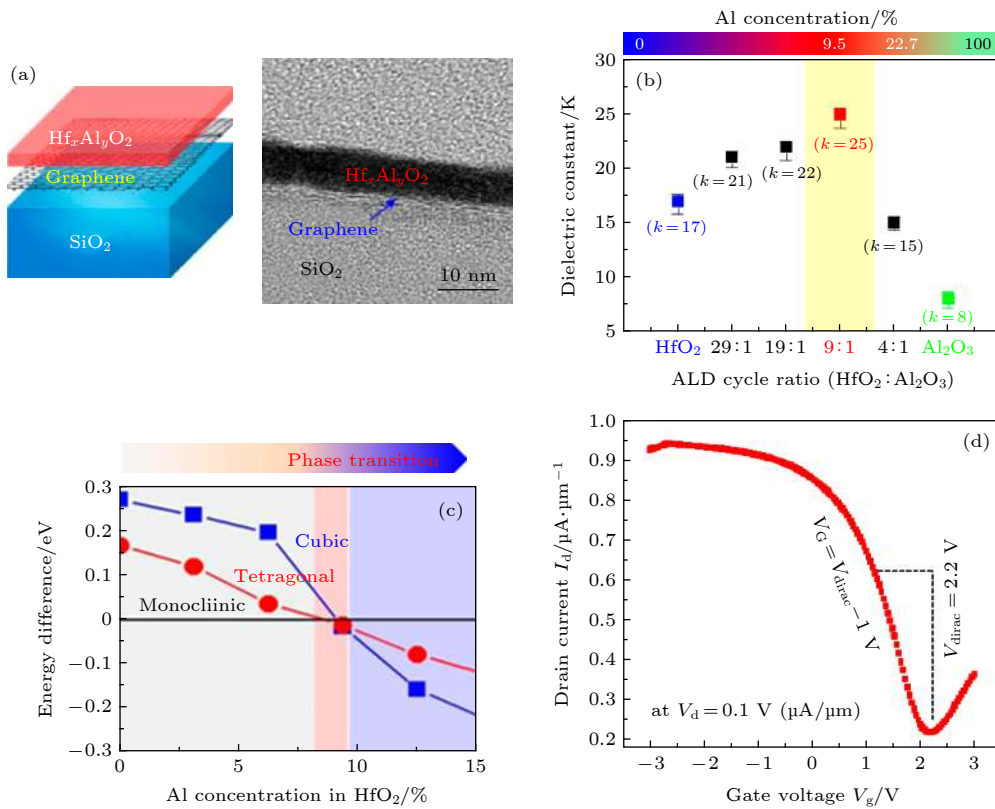 (a)
Hf𝑥Al𝑦O₂
Graphene
SiO₂
Hf𝑥Al𝑦O₂
Graphene
SiO₂
10 nm
Al concentration/%
0 9.5 22.7 100
(b)
Dielectric constant/K
30
25
20
15
10
5
(k=17)
(k=21)
(k=22)
(k=25)
(k=15)
(k=8)
HfO₂ 29:1 19:1 9:1 4:1 Al₂O₃
ALD cycle ratio (HfO₂:Al₂O₃)
Phase transition
(c)
Energy difference/eV
0.3
0.2
0.1
0
−0.1
−0.2
−0.3
Cubic
Tetragonal
Monocliinic
0 5 10 15
Al concentration in HfO₂/%
(d)
Drain current I_d/μA·μm⁻¹
1.0
0.9
0.8
0.7
0.6
0.5
0.4
0.3
0.2
V_G=V_dirac−1 V
V_dirac=2.2 V
at V_d=0.1 V (μA/μm)
−3 −2 −1 0 1 2 3
Gate voltage V_g/V